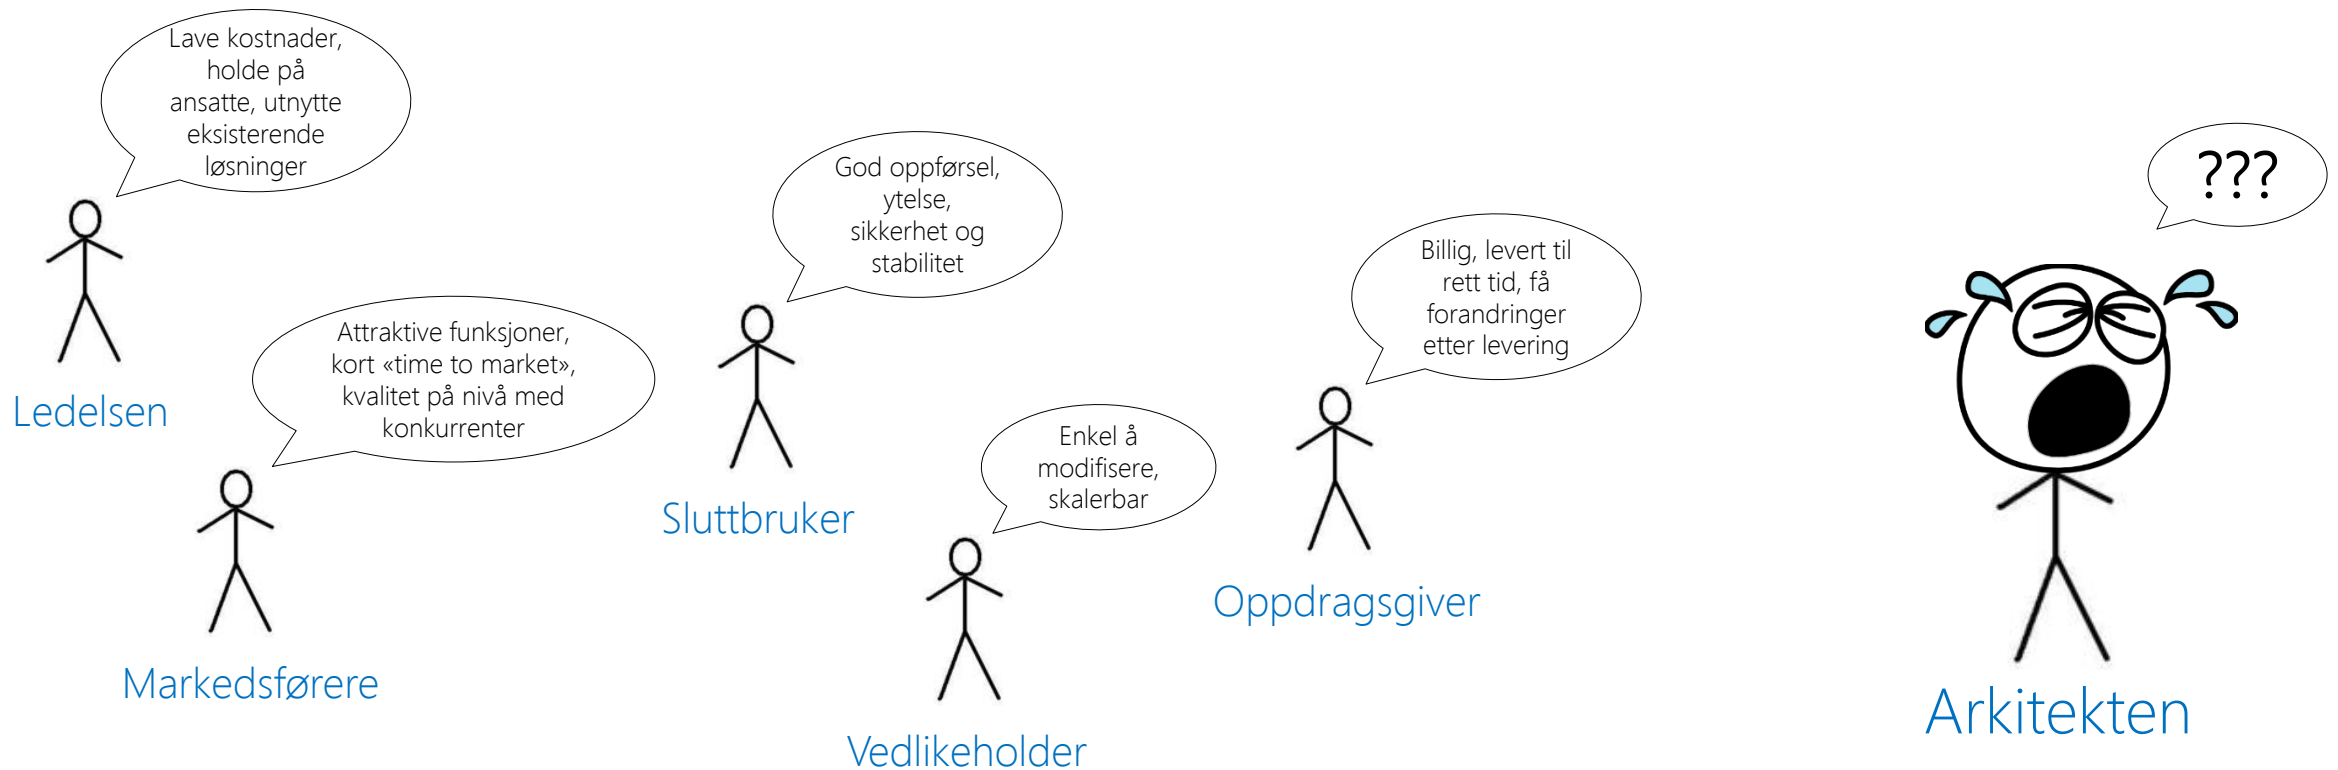 Lave kostnader,
holde på
ansatte, utnytte
eksisterende
løsninger
Ledelsen
Attraktive funksjoner,
kort «time to market»,
kvalitet på nivå med
konkurrenter
Markedsførere
God oppførsel,
ytelse,
sikkerhet og
stabilitet
Sluttbruker
Enkel å
modifisere,
skalerbar
Vedlikeholder
Billig, levert til
rett tid, få
forandringer
etter levering
Oppdragsgiver
???
Arkitekten